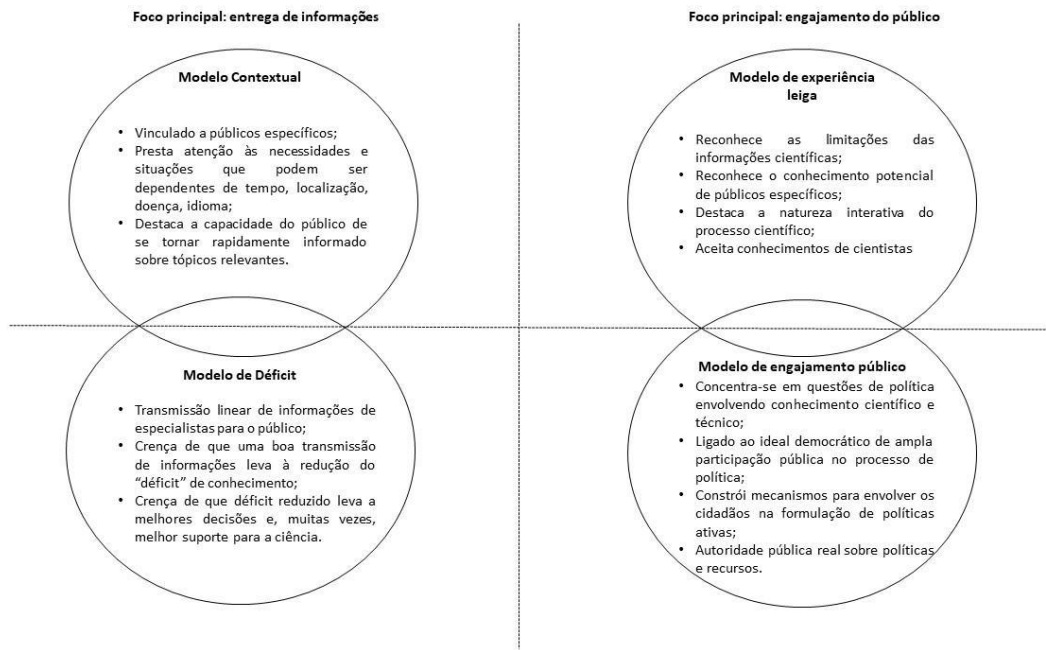 Foco principal: entrega de informações
Modelo Contextual
• Vinculado a públicos específicos;
• Presta atenção às necessidades e
situações que podem ser
dependentes de tempo, localização,
doença, idioma;
• Destaca a capacidade do público de
se tornar rapidamente informado
sobre tópicos relevantes.
Modelo de Déficit
• Transmissão linear de informações de
especialistas para o público;
• Crença de que uma boa transmissão
de informações leva à redução do
“déficit” de conhecimento;
• Crença de que déficit reduzido leva a
melhores decisões e, muitas vezes,
melhor suporte para a ciência.
Foco principal: engajamento do público
Modelo de experiência
leiga
• Reconhece as limitações das
informações científicas;
• Reconhece o conhecimento potencial
de públicos específicos;
• Destaca a natureza interativa do
processo científico;
• Aceita conhecimentos de cientistas
Modelo de engajamento público
• Concentra-se em questões de política
envolvendo conhecimento científico e
técnico;
• Ligado ao ideal democrático de ampla
participação pública no processo de
política;
• Constrói mecanismos para envolver os
cidadãos na formulação de políticas
ativas;
• Autoridade pública real sobre políticas
e recursos.